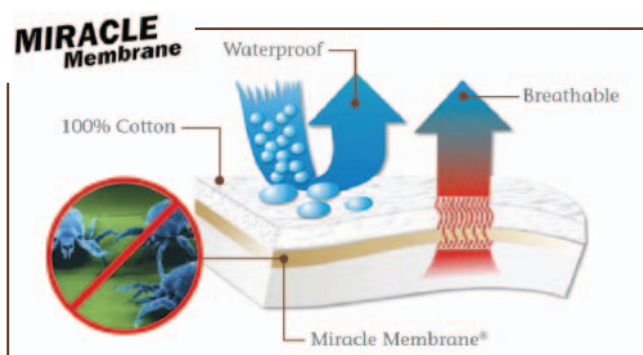 MIRACLE
Membrane
Waterproof
Breathable
100% Cotton
Miracle Membrane®